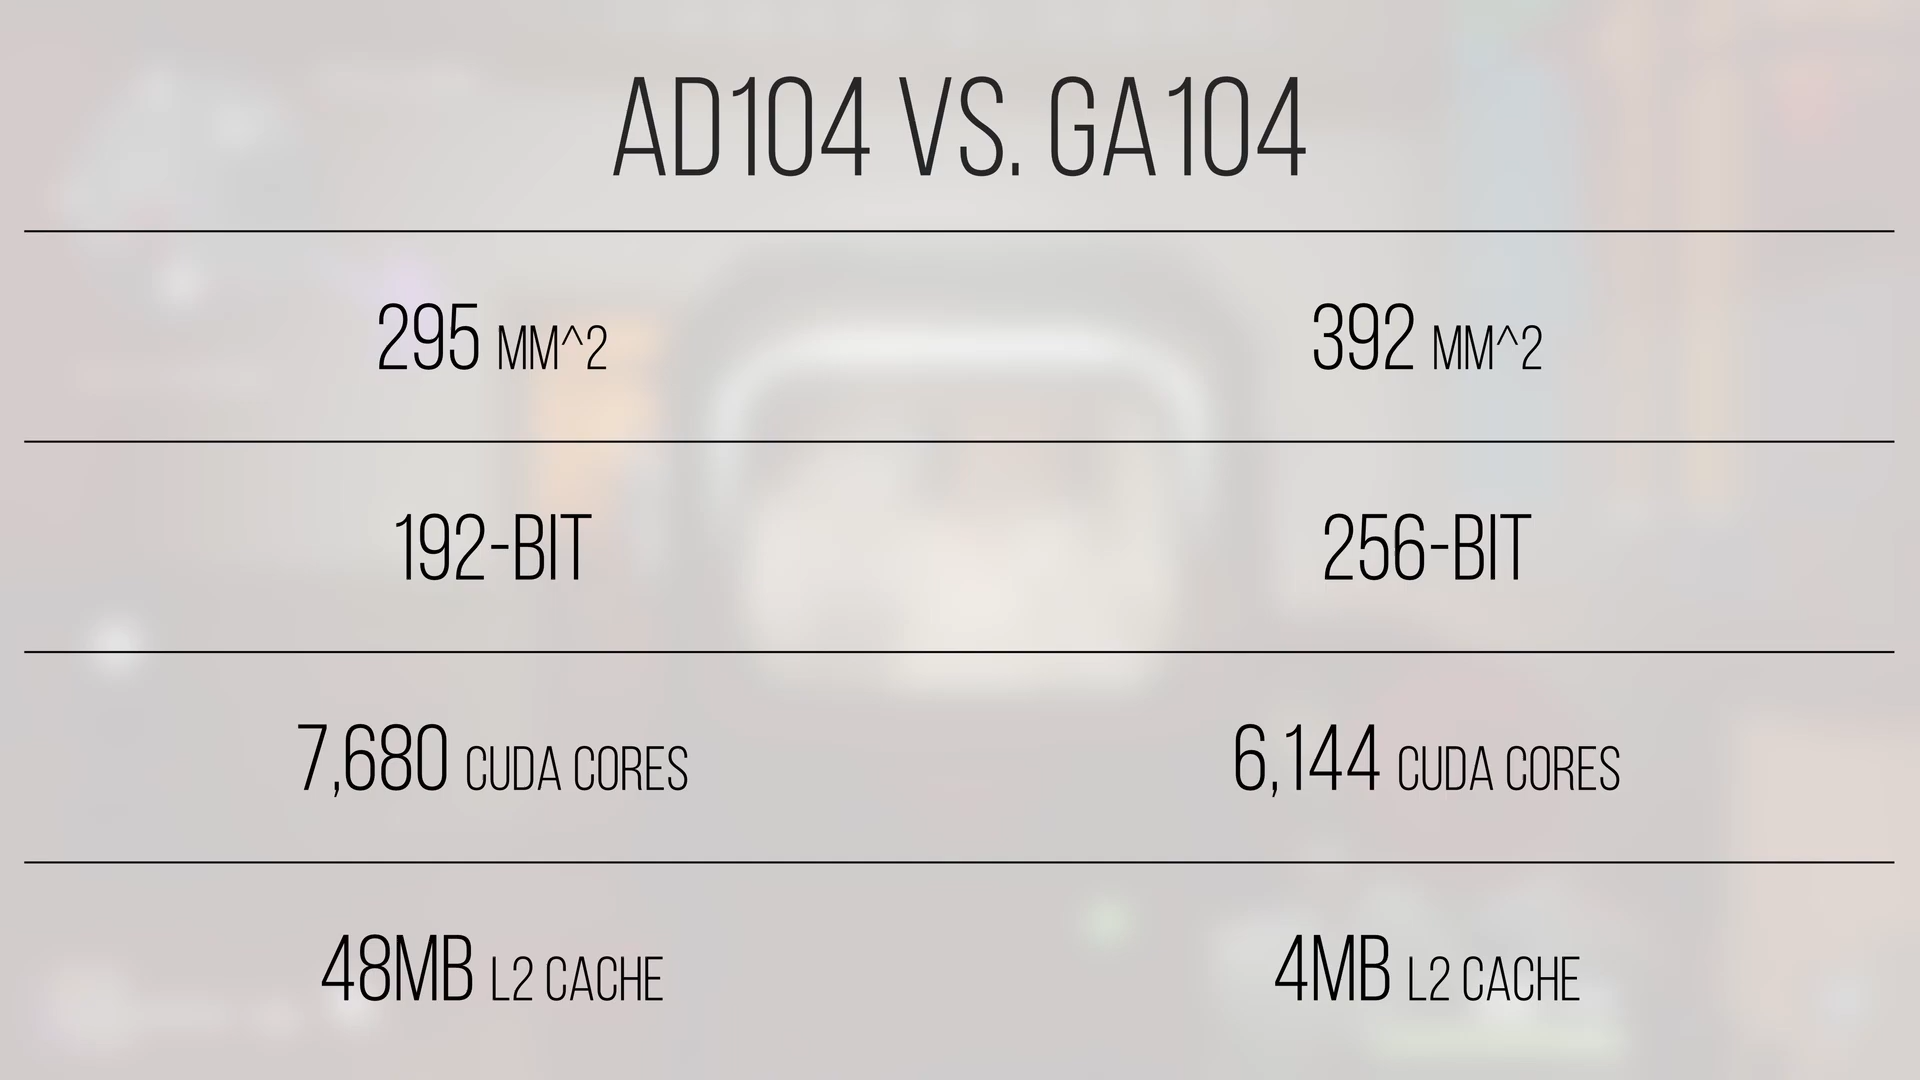 AD104 VS. GA104
295 MM^2
392 MM^2
192-BIT
256-BIT
7,680 CUDA CORES
6,144 CUDA CORES
48MB L2 CACHE
4MB L2 CACHE